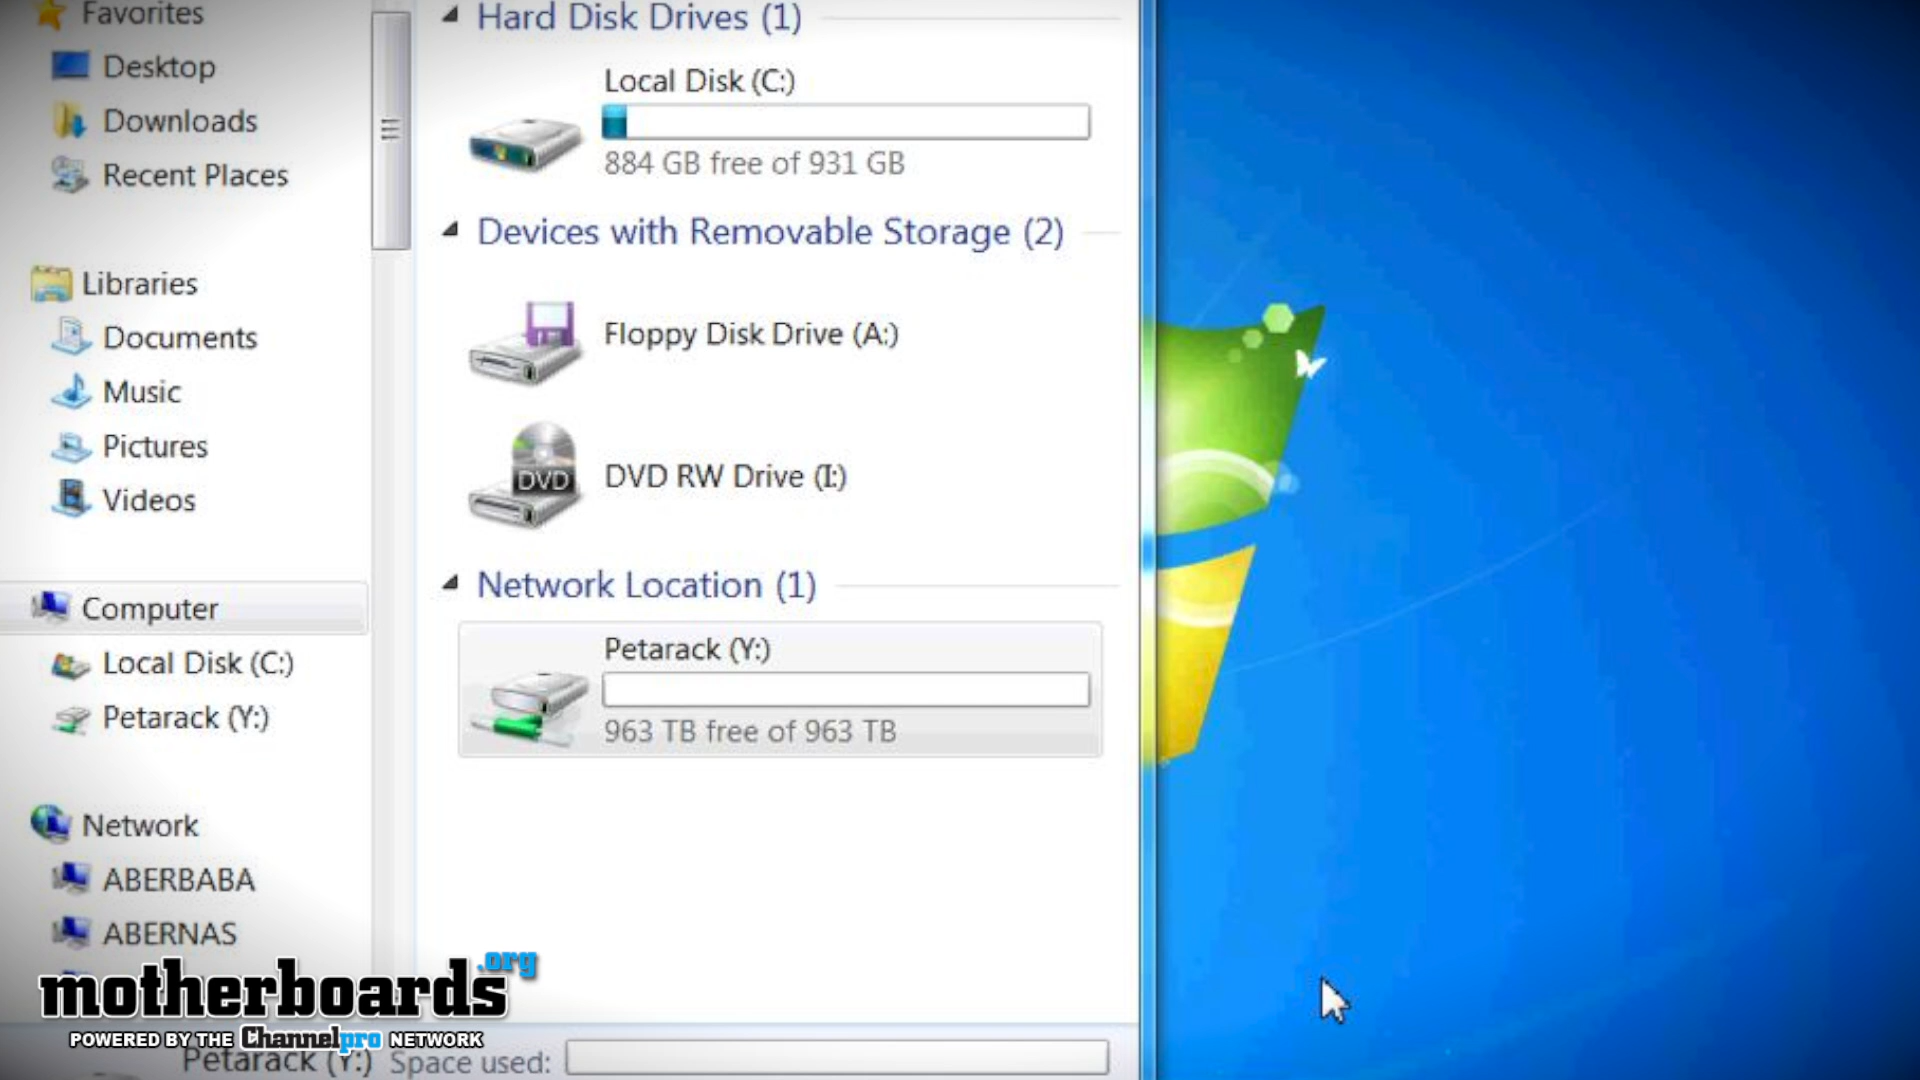 Favorites
Desktop
Downloads
Recent Places
Libraries
Documents
Music
Pictures
Videos
Computer
Local Disk (C:)
Petarack (Y:)
Network
ABERBABA
ABERNAS
Hard Disk Drives (1)
Local Disk (C:)
884 GB free of 931 GB
Devices with Removable Storage (2)
Floppy Disk Drive (A:)
DVD
DVD RW Drive (I:)
Network Location (1)
Petarack (Y:)
963 TB free of 963 TB
motherboards.org
POWERED BY THE Channelpro NETWORK
Petarack (Y:) Space used: